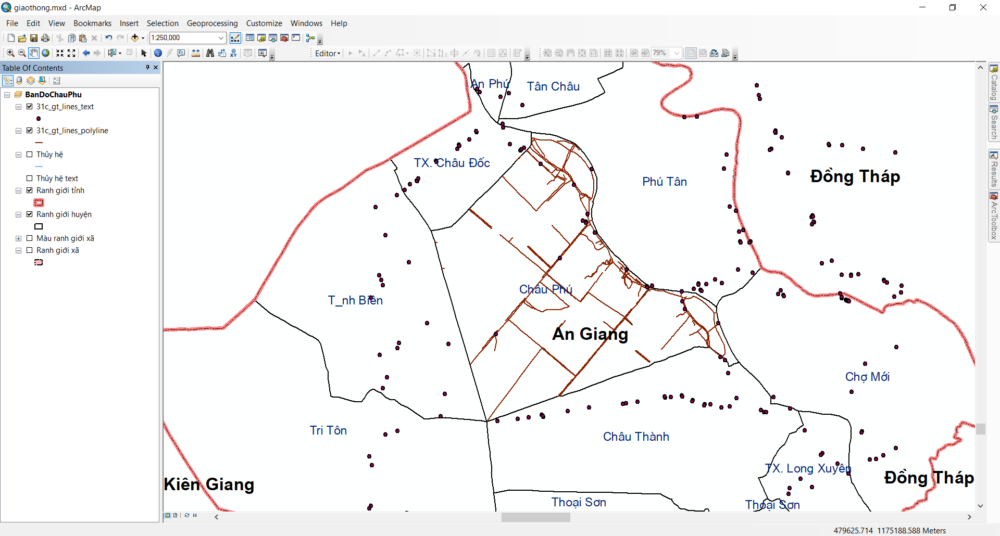 giaothong.mxd - ArcMap
File Edit View Bookmarks Insert Selection Geoprocessing Customize Windows Help
1:250,000
Editor
79%
Table Of Contents
BanDoChauPhu
31c_gt_lines_text
31c_gt_lines_polyline
Thủy hệ
Thủy hệ text
Ranh giới tỉnh
Ranh giới huyện
Màu ranh giới xã
Ranh giới xã
An Phú
Tân Châu
TX. Châu Đốc
Phú Tân
Đồng Tháp
Châu Phú
T_nh Biên
An Giang
Chợ Mới
Tri Tôn
Châu Thành
TX. Long Xuyên
Kiên Giang
Đồng Tháp
Thoại Sơn
Thoại Sơn
Catalog
Search
Results
ArcToolbox
479625.714 1175188.588 Meters